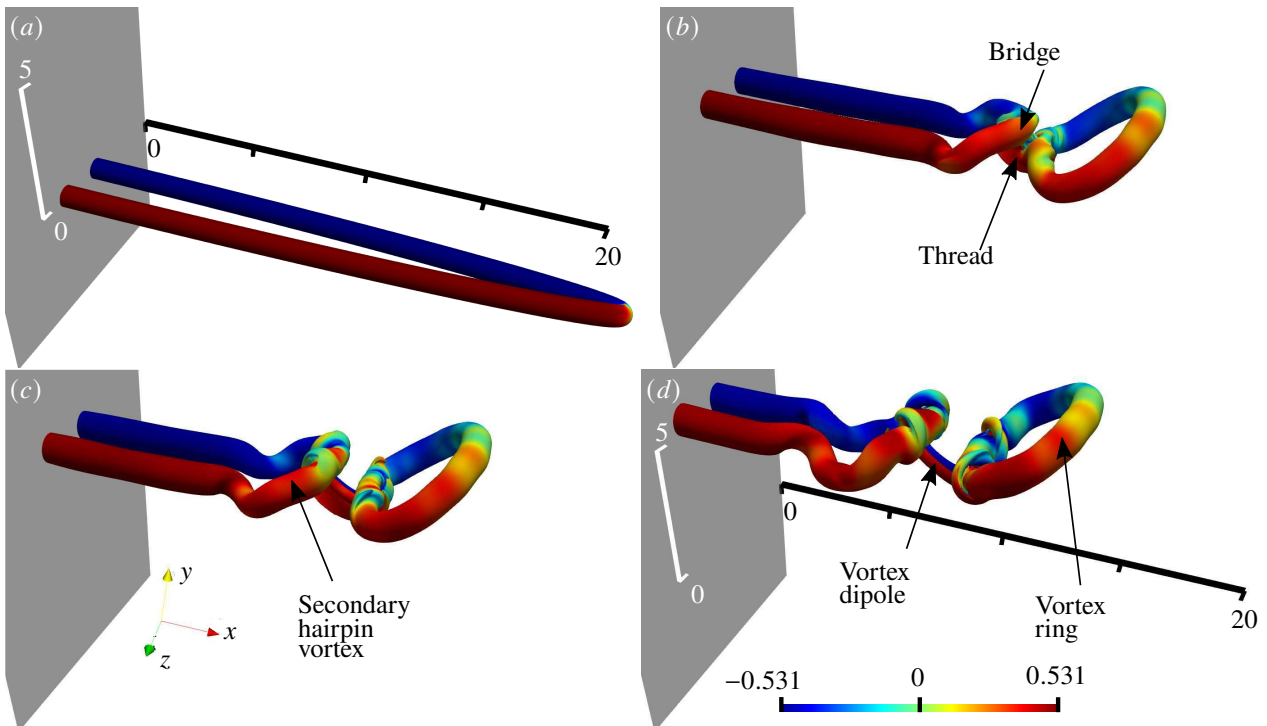 (a)
5
0
0
20
(b)
Bridge
Thread
(c)
Secondary
hairpin
vortex
y
x
z
(d)
5
0
0
20
Vortex
dipole
Vortex
ring
−0.531
0
0.531